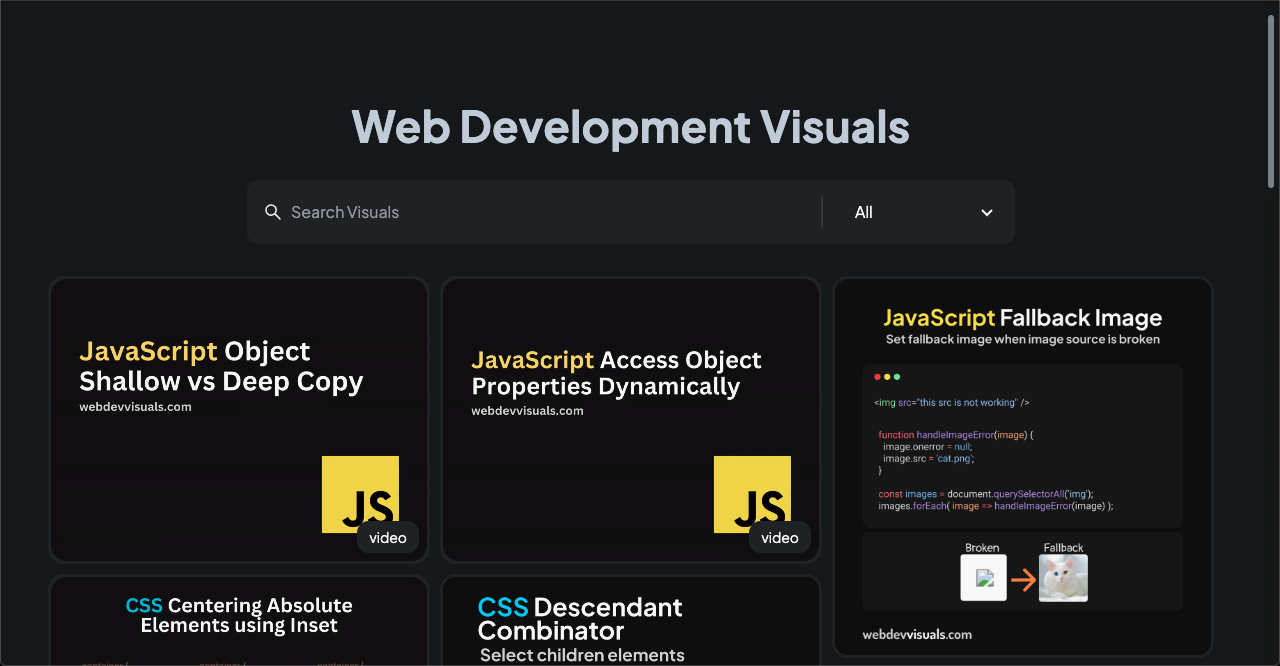 Web Development Visuals
Search Visuals
All
JavaScript Object
Shallow vs Deep Copy
webdevvisuals.com
JS
video
JavaScript Access Object
Properties Dynamically
webdevvisuals.com
JS
video
JavaScript Fallback Image
Set fallback image when image source is broken
<img src="this src is not working" />
function handleImageError(image) {
image.onerror = null;
image.src = 'cat.png';
}
const images = document.querySelectorAll('img');
images.forEach( image => handleImageError(image) );
Broken
Fallback
webdevvisuals.com
CSS Centering Absolute
Elements using Inset
CSS Descendant
Combinator
Select children elements